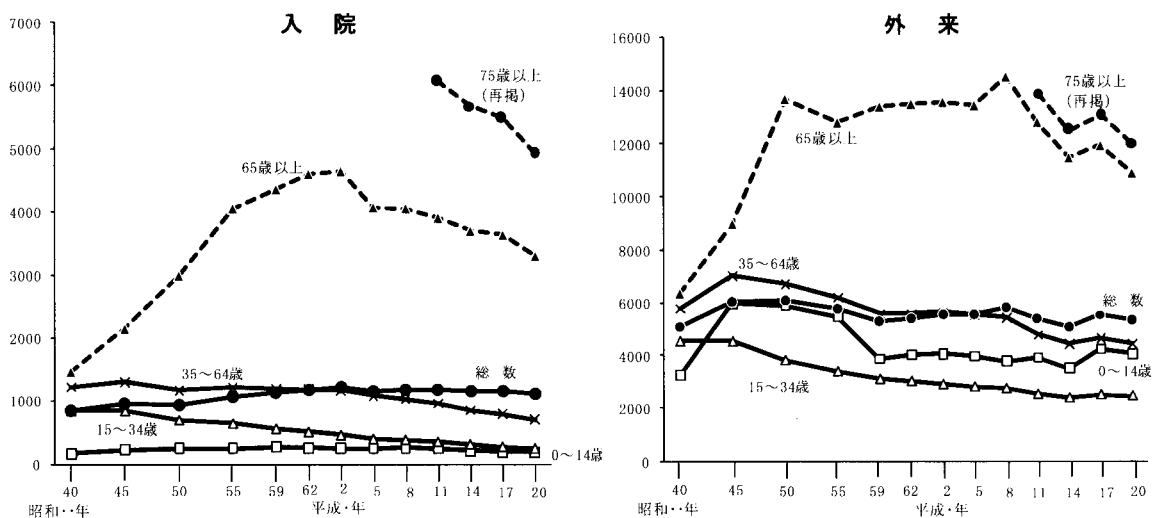 入院
7000
6000
5000
4000
3000
2000
1000
0
75歳以上
(再掲)
65歳以上
35～64歳
総数
15～34歳
0～14歳
40 45 50 55 59 62 2 5 8 11 14 17 20
昭和・・年 平成・年
外来
16000
14000
12000
10000
8000
6000
4000
2000
0
75歳以上
(再掲)
65歳以上
35～64歳
総数
0～14歳
15～34歳
40 45 50 55 59 62 2 5 8 11 14 17 20
昭和・・年 平成・年